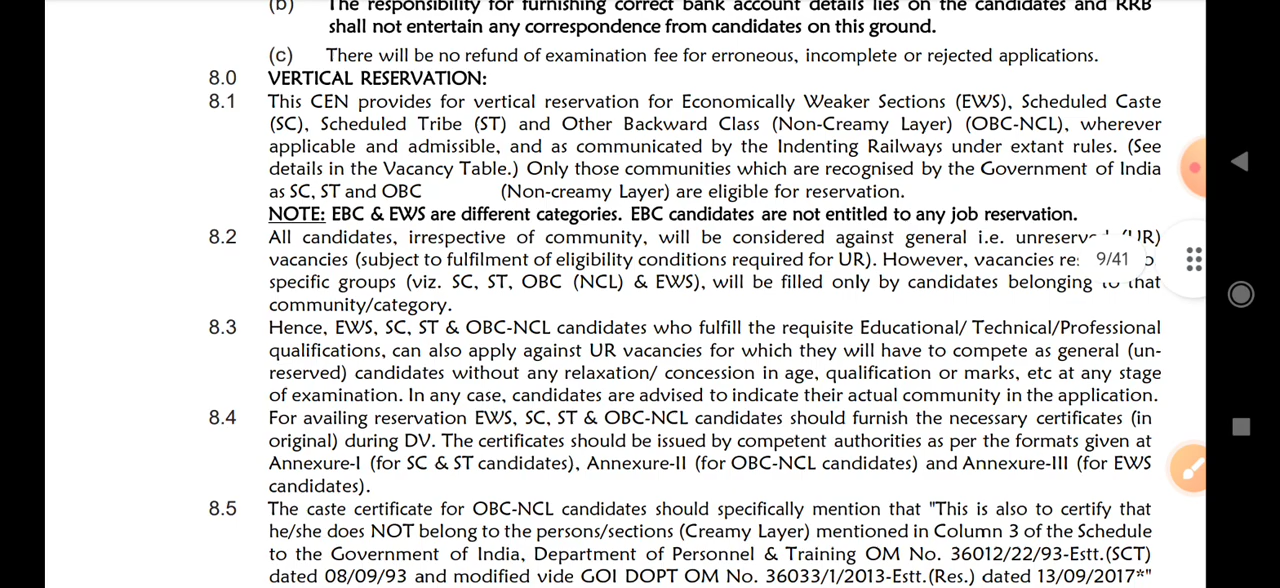 (b) The responsibility for furnishing correct bank account details lies on the candidates and RRB
shall not entertain any correspondence from candidates on this ground.
(c) There will be no refund of examination fee for erroneous, incomplete or rejected applications.
8.0 VERTICAL RESERVATION:
8.1 This CEN provides for vertical reservation for Economically Weaker Sections (EWS), Scheduled Caste
(SC), Scheduled Tribe (ST) and Other Backward Class (Non-Creamy Layer) (OBC-NCL), wherever
applicable and admissible, and as communicated by the Indenting Railways under extant rules. (See
details in the Vacancy Table.) Only those communities which are recognised by the Government of India
as SC, ST and OBC (Non-creamy Layer) are eligible for reservation.
NOTE: EBC & EWS are different categories. EBC candidates are not entitled to any job reservation.
8.2 All candidates, irrespective of community, will be considered against general i.e. (UR)
vacancies (subject to fulfilment of eligibility conditions required for UR). However, vacancies 9/41
specific groups (viz. SC, ST, OBC (NCL) & EWS), will be filled only by candidates belonging to that
community/category.
8.3 Hence, EWS, SC, ST & OBC-NCL candidates who fulfill the requisite Educational/ Technical/Professional
qualifications, can also apply against UR vacancies for which they will have to compete as general (un-
reserved) candidates without any relaxation/ concession in age, qualification or marks, etc at any stage
of examination. In any case, candidates are advised to indicate their actual community in the application.
8.4 For availing reservation EWS, SC, ST & OBC-NCL candidates should furnish the necessary certificates (in
original) during DV. The certificates should be issued by competent authorities as per the formats given at
Annexure-I (for SC & ST candidates), Annexure-II (for OBC-NCL candidates) and Annexure-III (for EWS
candidates).
8.5 The caste certificate for OBC-NCL candidates should specifically mention that "This is also to certify that
he/she does NOT belong to the persons/sections (Creamy Layer) mentioned in Column 3 of the Schedule
to the Government of India, Department of Personnel & Training OM No. 36012/22/93-Estt.(SCT)
dated 08/09/93 and modified vide GOI DOPT OM No. 36033/1/2013-Estt.(Res.) dated 13/09/2017*"